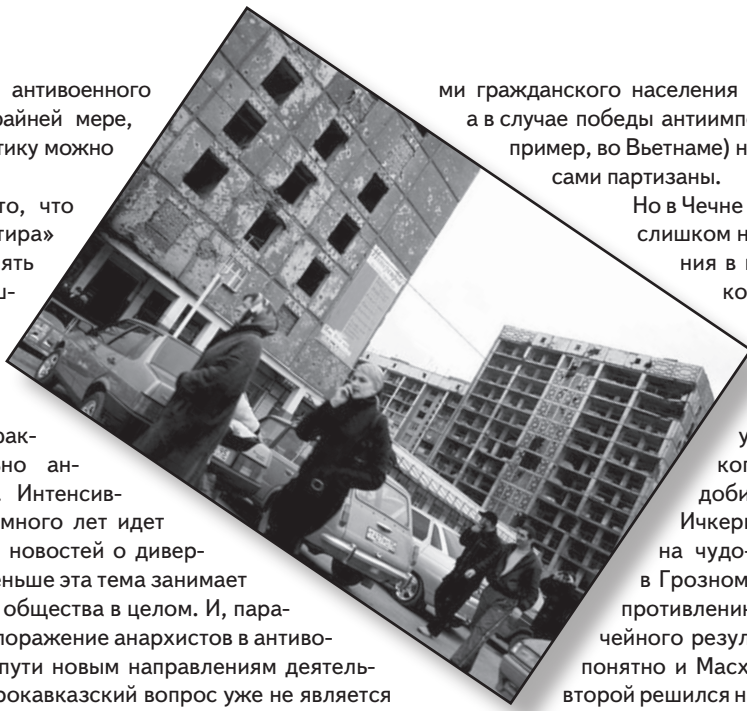 антивоенного
райней мере,
тику можно
то, что
тира»
ять
ш-
рак-
но ан-
. Интенсив-
много лет идет
новостей о дивер-
еньше эта тема занимает
общества в целом. И, пара-
поражение анархистов в антиво-
пути новым направлениям деятель-
рокавказский вопрос уже не является
ми гражданского населения
а в случае победы антиимп
пример, во Вьетнаме) н
сами партизаны.
Но в Чечне
слишком н
ния в
ко
у
ког
доби
Ичкер
на чудо-
в Грозном
противлени
чейного резул
понятно и Масх
второй решился н